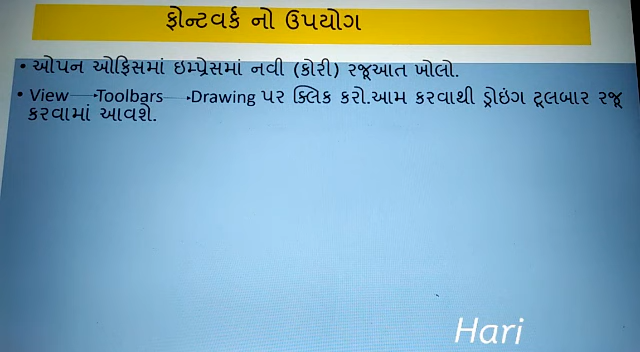 ફોન્ટવર્ક નો ઉપયોગ
• ઓપન ઓફિસમાં ઇમ્પ્રેસમાં નવી (કોરી) રજૂઆત ખોલો.
• View→Toolbars→Drawing પર ક્લિક કરો.આમ કરવાથી ડ્રોઇંગ ટૂલબાર રજૂ
કરવામાં આવશે.
Hari